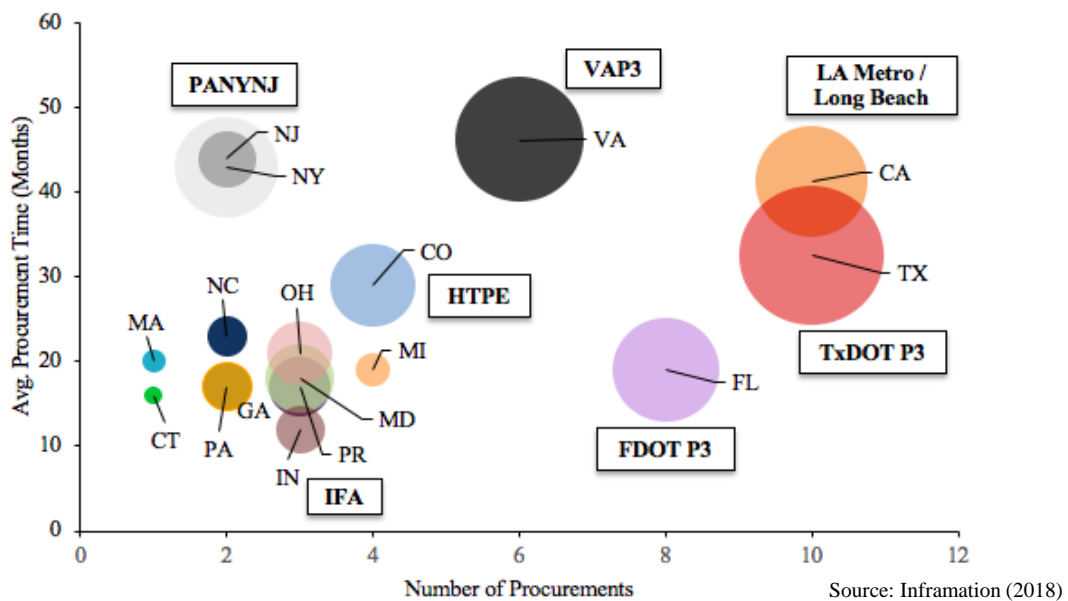 60
50
40
30
20
10
0
Avg. Procurement Time (Months)
PANYNJ
VAP3
LA Metro /
Long Beach
NJ
NY
VA
CA
CO
TX
NC
OH
HTPE
MA
MI
TxDOT P3
FL
GA
MD
CT
PA
PR
FDOT P3
IN
IFA
0
2
4
6
8
10
12
Number of Procurements
Source: Inframation (2018)